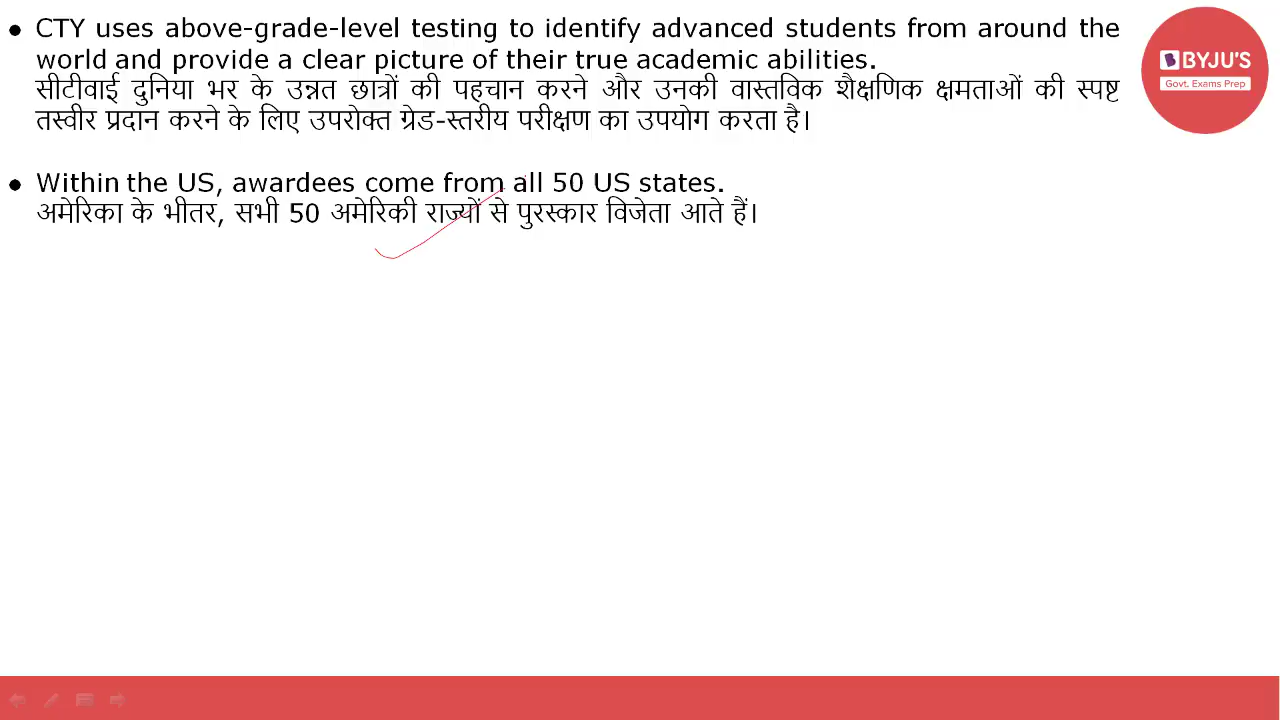 • CTY uses above-grade-level testing to identify advanced students from around the
world and provide a clear picture of their true academic abilities.
सीटीवाई दुनिया भर के उन्नत छात्रों की पहचान करने और उनकी वास्तविक शैक्षणिक क्षमताओं की स्पष्ट
तस्वीर प्रदान करने के लिए उपरोक्त ग्रेड-स्तरीय परीक्षण का उपयोग करता है।
• Within the US, awardees come from all 50 US states.
अमेरिका के भीतर, सभी 50 अमेरिकी राज्यों से पुरस्कार विजेता आते हैं।
BYJU'S
Govt. Exams Prep